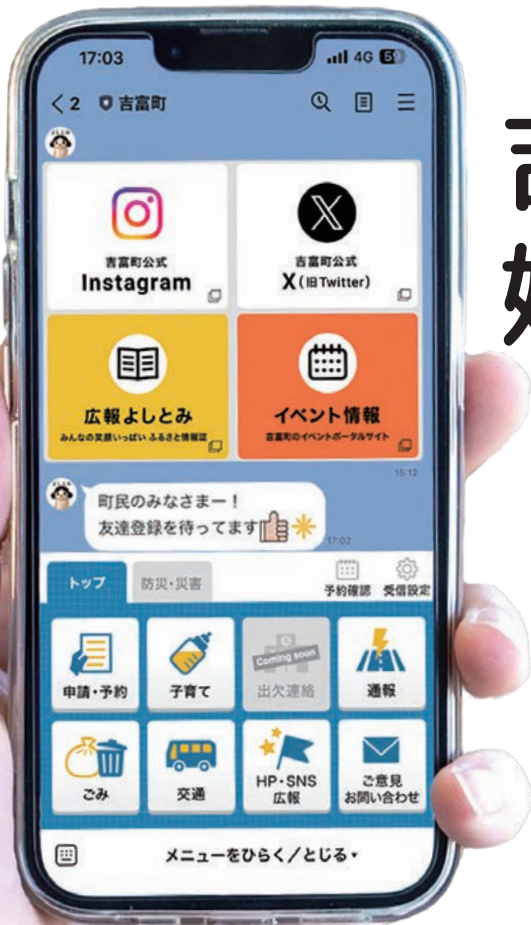 17:03
4G 59
2 吉富町
吉富町公式
Instagram
吉富町公式
X(旧Twitter)
広報よしとみ
みんなの笑顔いっぱい ふるさと情報誌
イベント情報
吉富町のイベントポータルサイト
15:12
町民のみなさまー!
友達登録を待ってます
17:02
トップ
防災・災害
予約確認
受信設定
申請・予約
子育て
Coming soon
出欠連絡
通報
ごみ
交通
HP・SNS
広報
ご意見
お問い合わせ
メニューをひらく/とじる▾